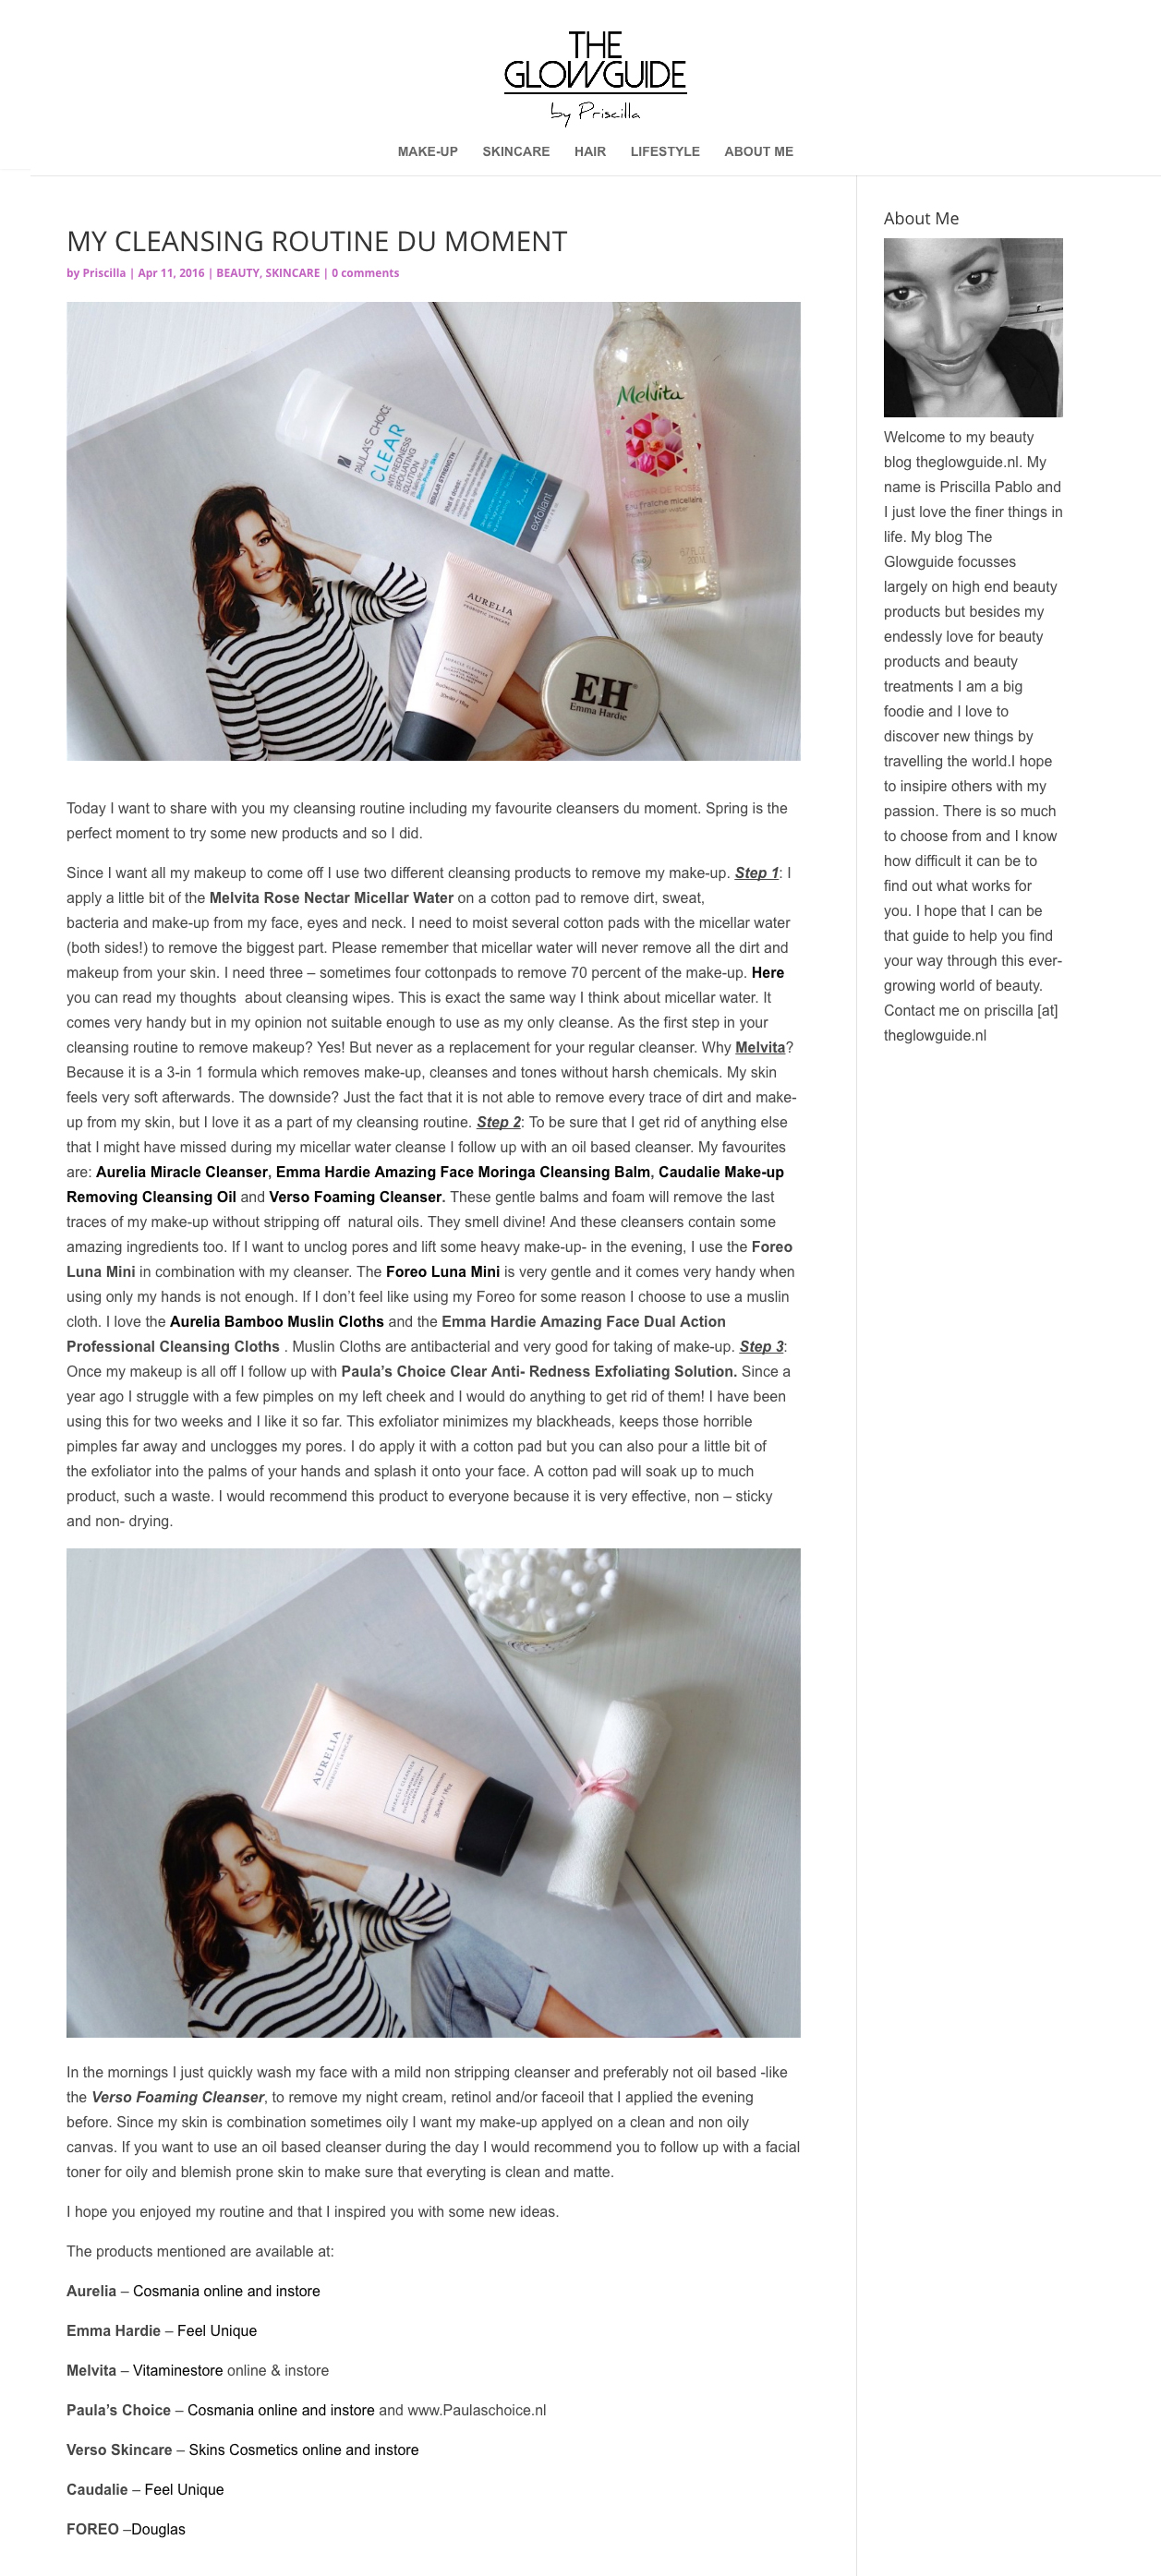 THE
GLOWGUIDE
by Priscilla
MAKE-UP SKINCARE HAIR LIFESTYLE ABOUT ME
MY CLEANSING ROUTINE DU MOMENT
by Priscilla | Apr 11, 2016 | BEAUTY, SKINCARE | 0 comments
PAULA'S CHOICE
CLEAR
ANTI-REDNESS
EXFOLIATING
SOLUTION
REGULAR STRENGTH
exfoliant
Melvita
NECTAR DE ROSES
Eau fraîche micellaire
AURELIA
PROBIOTIC SKINCARE
MIRACLE CLEANSER
EH
Emma Hardie
Today I want to share with you my cleansing routine including my favourite cleansers du moment. Spring is the
perfect moment to try some new products and so I did.
Since I want all my makeup to come off I use two different cleansing products to remove my make-up. Step 1: I
apply a little bit of the Melvita Rose Nectar Micellar Water on a cotton pad to remove dirt, sweat,
bacteria and make-up from my face, eyes and neck. I need to moist several cotton pads with the micellar water
(both sides!) to remove the biggest part. Please remember that micellar water will never remove all the dirt and
makeup from your skin. I need three – sometimes four cottonpads to remove 70 percent of the make-up. Here
you can read my thoughts  about cleansing wipes. This is exact the same way I think about micellar water. It
comes very handy but in my opinion not suitable enough to use as my only cleanse. As the first step in your
cleansing routine to remove makeup? Yes! But never as a replacement for your regular cleanser. Why Melvita?
Because it is a 3-in 1 formula which removes make-up, cleanses and tones without harsh chemicals. My skin
feels very soft afterwards. The downside? Just the fact that it is not able to remove every trace of dirt and make-
up from my skin, but I love it as a part of my cleansing routine. Step 2: To be sure that I get rid of anything else
that I might have missed during my micellar water cleanse I follow up with an oil based cleanser. My favourites
are: Aurelia Miracle Cleanser, Emma Hardie Amazing Face Moringa Cleansing Balm, Caudalie Make-up
Removing Cleansing Oil and Verso Foaming Cleanser. These gentle balms and foam will remove the last
traces of my make-up without stripping off  natural oils. They smell divine! And these cleansers contain some
amazing ingredients too. If I want to unclog pores and lift some heavy make-up- in the evening, I use the Foreo
Luna Mini in combination with my cleanser. The Foreo Luna Mini is very gentle and it comes very handy when
using only my hands is not enough. If I don’t feel like using my Foreo for some reason I choose to use a muslin
cloth. I love the Aurelia Bamboo Muslin Cloths and the Emma Hardie Amazing Face Dual Action
Professional Cleansing Cloths . Muslin Cloths are antibacterial and very good for taking of make-up. Step 3:
Once my makeup is all off I follow up with Paula’s Choice Clear Anti- Redness Exfoliating Solution. Since a
year ago I struggle with a few pimples on my left cheek and I would do anything to get rid of them! I have been
using this for two weeks and I like it so far. This exfoliator minimizes my blackheads, keeps those horrible
pimples far away and unclogges my pores. I do apply it with a cotton pad but you can also pour a little bit of
the exfoliator into the palms of your hands and splash it onto your face. A cotton pad will soak up to much
product, such a waste. I would recommend this product to everyone because it is very effective, non – sticky
and non- drying.
AURELIA
PROBIOTIC SKINCARE
MIRACLE CLEANSER
In the mornings I just quickly wash my face with a mild non stripping cleanser and preferably not oil based -like
the Verso Foaming Cleanser, to remove my night cream, retinol and/or faceoil that I applied the evening
before. Since my skin is combination sometimes oily I want my make-up applyed on a clean and non oily
canvas. If you want to use an oil based cleanser during the day I would recommend you to follow up with a facial
toner for oily and blemish prone skin to make sure that everyting is clean and matte.
I hope you enjoyed my routine and that I inspired you with some new ideas.
The products mentioned are available at:
Aurelia – Cosmania online and instore
Emma Hardie – Feel Unique
Melvita – Vitaminestore online & instore
Paula’s Choice – Cosmania online and instore and www.Paulaschoice.nl
Verso Skincare – Skins Cosmetics online and instore
Caudalie – Feel Unique
FOREO –Douglas
About Me
Welcome to my beauty
blog theglowguide.nl. My
name is Priscilla Pablo and
I just love the finer things in
life. My blog The
Glowguide focusses
largely on high end beauty
products but besides my
endessly love for beauty
products and beauty
treatments I am a big
foodie and I love to
discover new things by
travelling the world.I hope
to insipire others with my
passion. There is so much
to choose from and I know
how difficult it can be to
find out what works for
you. I hope that I can be
that guide to help you find
your way through this ever-
growing world of beauty.
Contact me on priscilla [at]
theglowguide.nl